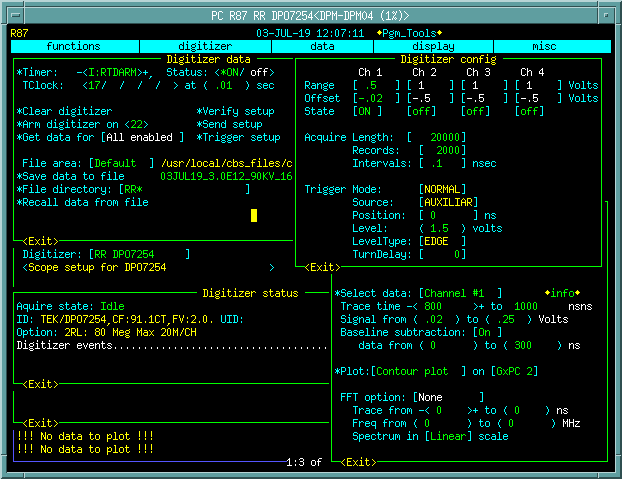 PC R87 RR DPO7254<DPM-DPM04 (1%)>
R87 03-JUL-19 12:07:11 ◆Pgm_Tools◆
functions digitizer data display misc
Digitizer data
*Timer: -<I:RTDARM>+, Status: <*ON/ off>
TClock: <17/ / / / > at ( .01 ) sec
*Clear digitizer *Verify setup
*Arm digitizer on <22> *Send setup
*Get data for [All enabled ] *Trigger setup
File area: [Default ] /usr/local/cbs_files/c
*Save data to file 03JUL19_3.0E12_90KV_16
*File directory: [RR* ]
*Recall data from file
<Exit>
Digitizer: [RR DPO7254 ]
<Scope setup for DPO7254 >
Digitizer config
Ch 1 Ch 2 Ch 3 Ch 4
Range [ .5 ] [ 1 ] [ 1 ] [ 1 ] Volts
Offset [-.02 ] [-.5 ] [-.5 ] [-.5 ] Volts
State [ON ] [off] [off] [off]
Acquire Length: [ 20000]
Records: [ 2000]
Intervals: [ .1 ] nsec
Trigger Mode: [NORMAL]
Source: [AUXILIAR]
Position: [ 0 ] ns
Level: ( 1.5 ) volts
LevelType: [EDGE ]
TurnDelay: [ 0]
<Exit>
Digitizer status
Aquire state: Idle
ID: TEK/DPO7254,CF:91.1CT,FV:2.0. UID:
Option: 2RL: 80 Meg Max 20M/CH
Digitizer events.......................................
<Exit>
<Exit>
!!! No data to plot !!!
!!! No data to plot !!!
1:3 of
*Select data: [Channel #1 ] ◆info◆
Trace time -< 800 >+ to 1000 nsns
Signal from ( .02 ) to ( .25 ) Volts
Baseline subtraction: [On ]
data from ( 0 ) to ( 300 ) ns
*Plot:[Contour plot ] on [GxPC 2]
FFT option: [None ]
Trace from -< 0 >+ to ( 0 ) ns
Freq from ( 0 ) to ( 0 ) MHz
Spectrum in [Linear] scale
<Exit>